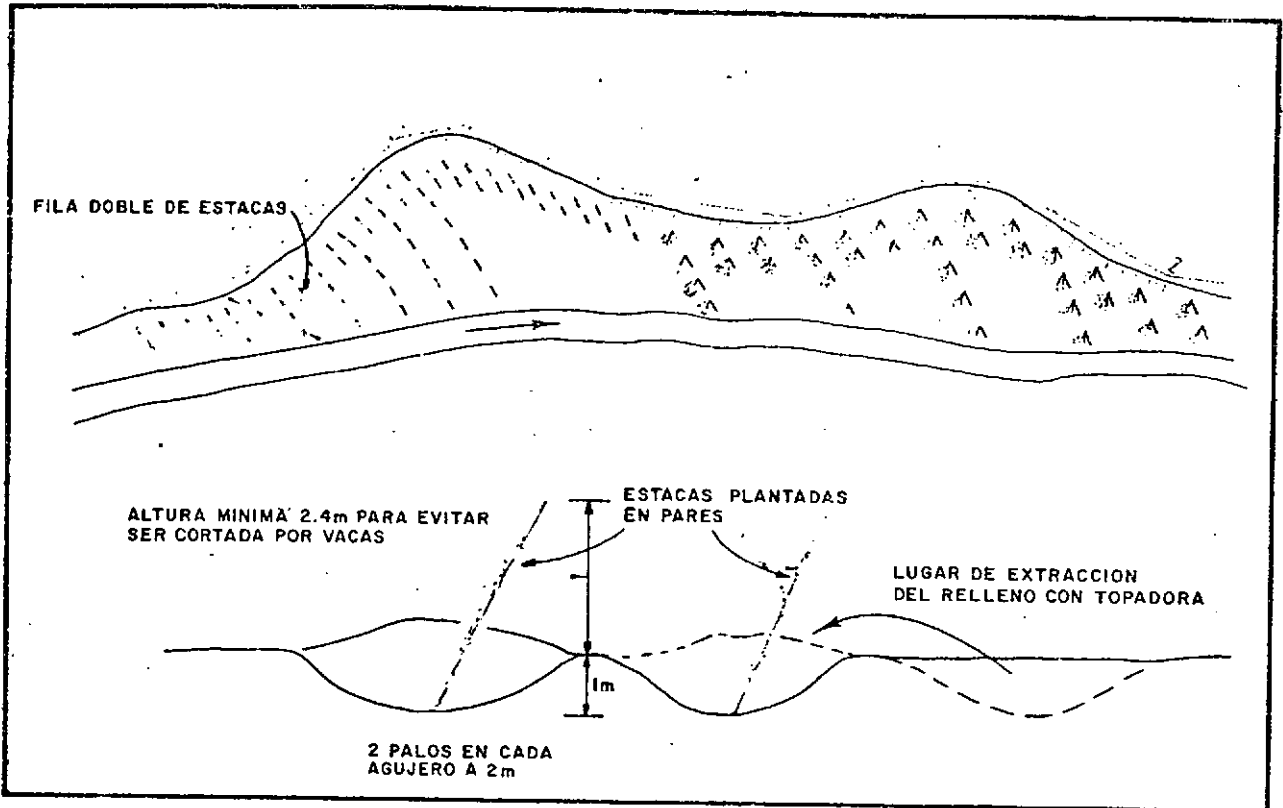 FILA DOBLE DE ESTACAS
ALTURA MINIMA 2.4m PARA EVITAR
SER CORTADA POR VACAS
ESTACAS PLANTADAS
EN PARES
LUGAR DE EXTRACCION
DEL RELLENO CON TOPADORA
1m
2 PALOS EN CADA
AGUJERO A 2m